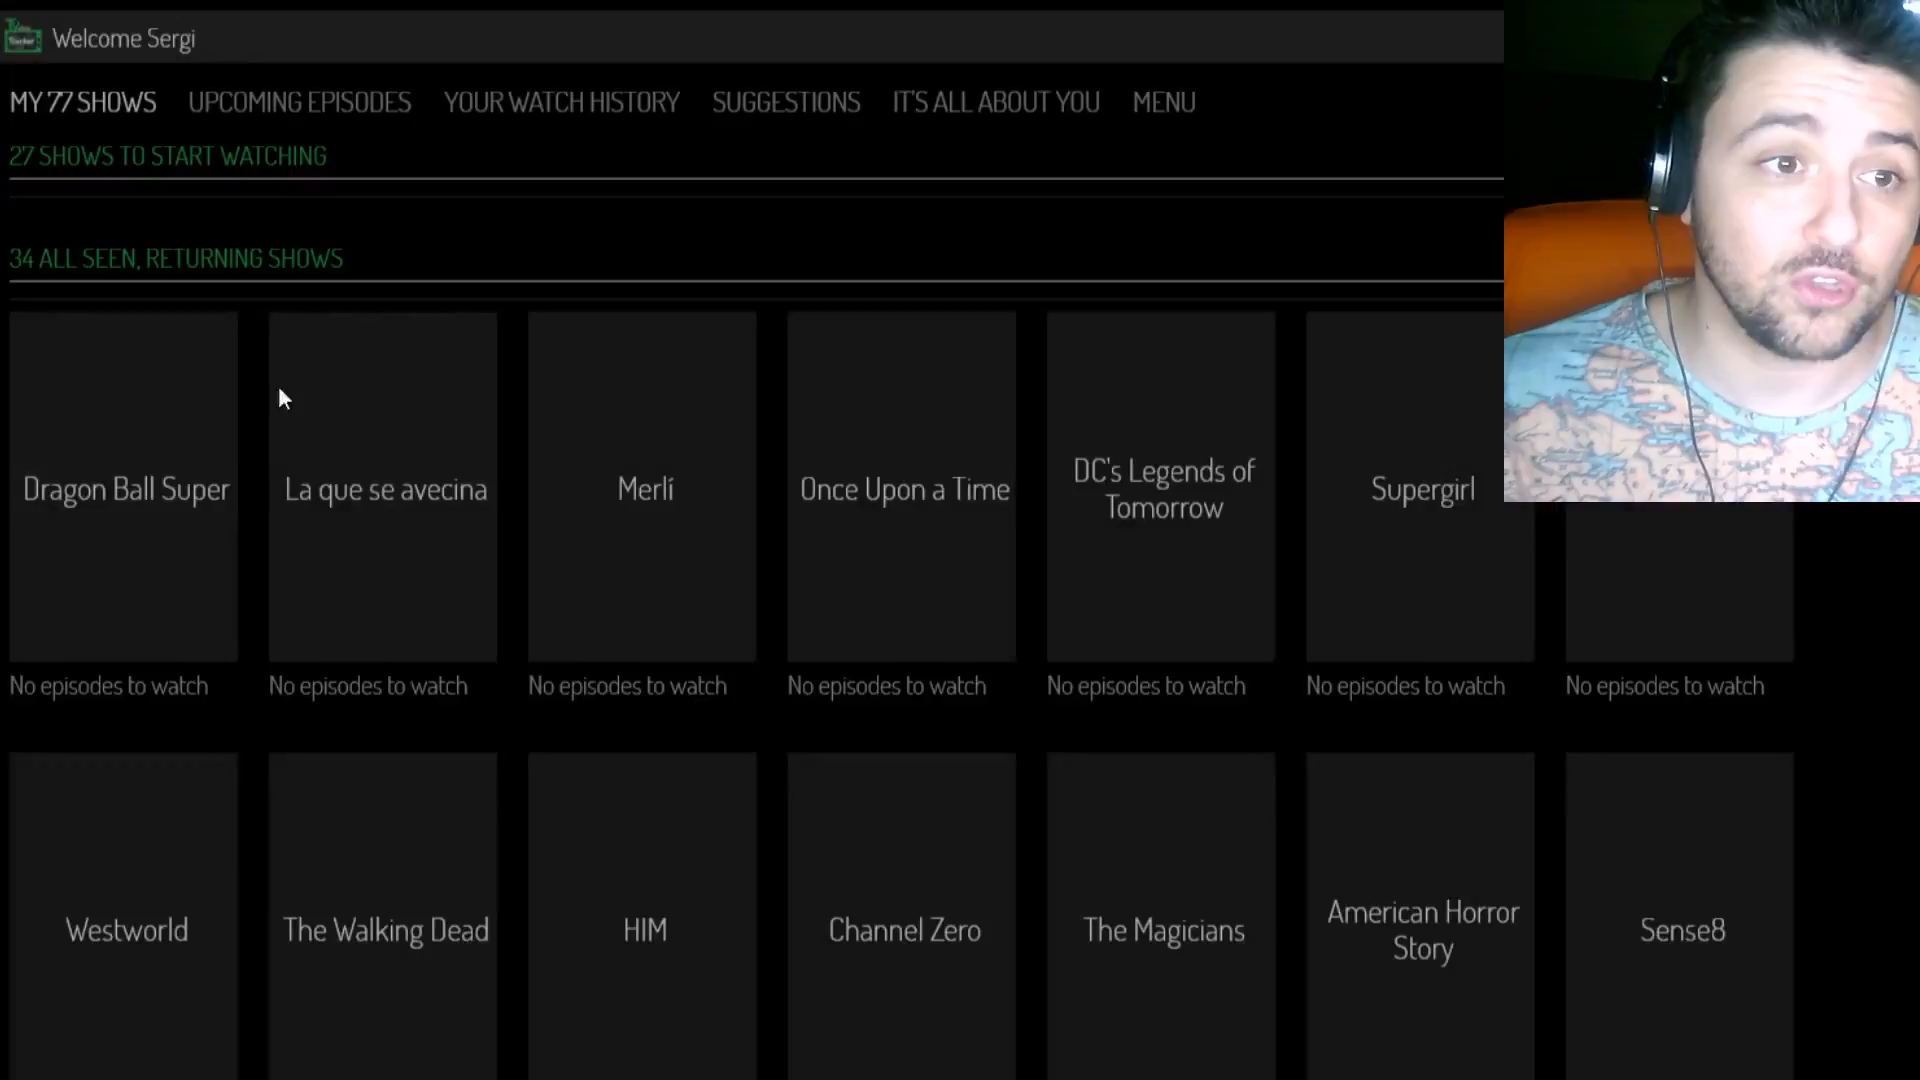 Welcome Sergi
MY 77 SHOWS UPCOMING EPISODES YOUR WATCH HISTORY SUGGESTIONS IT'S ALL ABOUT YOU MENU
27 SHOWS TO START WATCHING
34 ALL SEEN, RETURNING SHOWS
Dragon Ball Super
La que se avecina
Merlí
Once Upon a Time
DC's Legends of
Tomorrow
Supergirl
No episodes to watch
No episodes to watch
No episodes to watch
No episodes to watch
No episodes to watch
No episodes to watch
No episodes to watch
Westworld
The Walking Dead
HIM
Channel Zero
The Magicians
American Horror
Story
Sense8